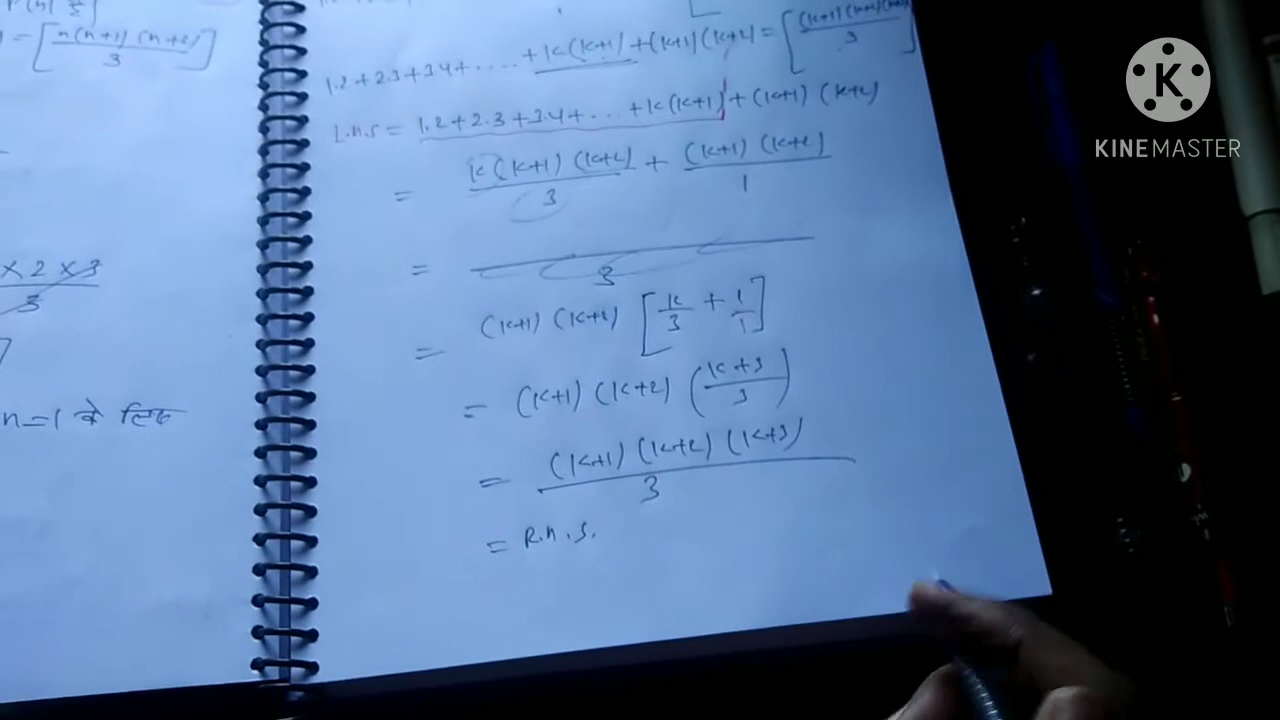 = [n(n+1)(n+2)/3]
× 2 × 3
3
n=1 के लिए
1.2+2.3+3.4+.....+k(k+1)+(k+1)(k+2) = [(k+1)(k+2)(k+3)/3]
L.H.S = 1.2+2.3+3.4+...+k(k+1)+(k+1)(k+2)
= k(k+1)(k+2)/3 + (k+1)(k+2)/1
= 3
= (k+1)(k+2)[k/3+1/1]
= (k+1)(k+2)(k+3/3)
= (k+1)(k+2)(k+3)/3
= R.H.S.
K
KINEMASTER